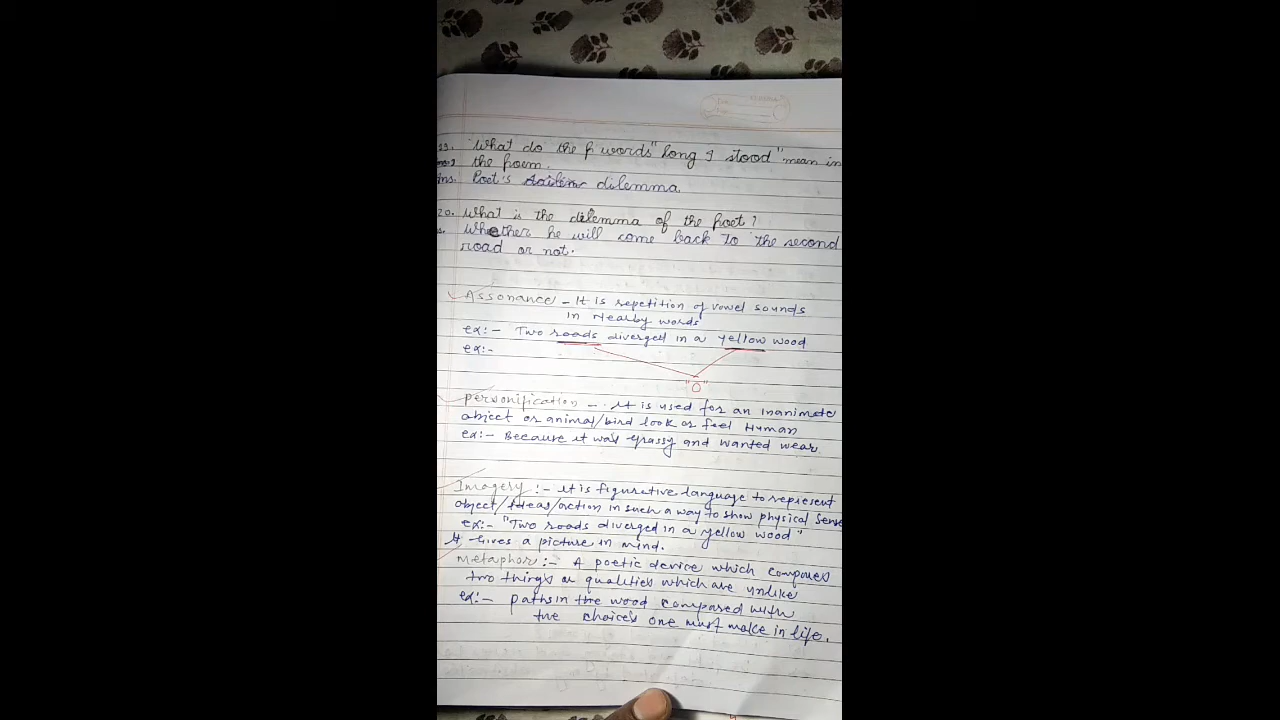 19. What do the p words "long I stood" mean in
the poem.
Ans. Poet's dilemma
20. What is the dilemma of the poet?
s. Whether he will come back to the second
road or not.
Assonance - It is repetition of vowel sounds
in Nearby words
ex:- Two roads diverged in a yellow wood
ex:-
"O"
personification - It is used for an inanimate
object or animal/bird look or feel Human
ex:- Because it was grassy and wanted wear
Imagery :- It is figurative language to represent
object/Ideas/action in such a way to show physical sense
ex:- "Two roads diverged in a yellow wood"
It Gives a picture in mind.
metaphor :- A poetic device which compares
two things or qualities which are unlike
ex:- paths in the wood compared with
the choices one must make in life.